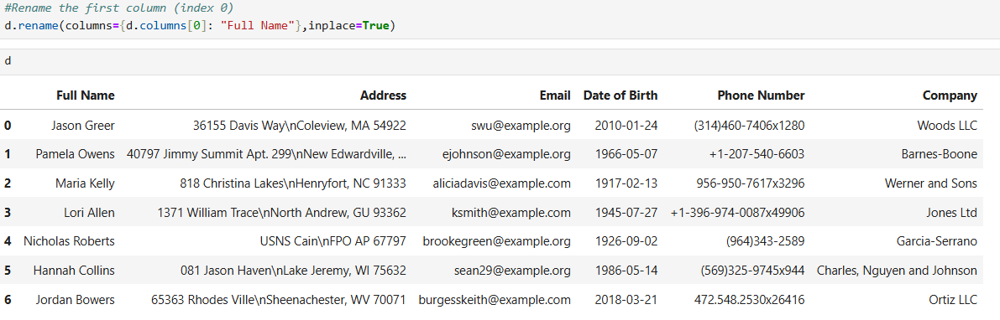 #Rename the first column (index 0)
d.rename(columns={d.columns[0]: "Full Name"},inplace=True)
d
Full Name Address Email Date of Birth Phone Number Company
0 Jason Greer 36155 Davis Way\nColeview, MA 54922 swu@example.org 2010-01-24 (314)460-7406x1280 Woods LLC
1 Pamela Owens 40797 Jimmy Summit Apt. 299\nNew Edwardville, ... ejohnson@example.org 1966-05-07 +1-207-540-6603 Barnes-Boone
2 Maria Kelly 818 Christina Lakes\nHenryfort, NC 91333 aliciadavis@example.com 1917-02-13 956-950-7617x3296 Werner and Sons
3 Lori Allen 1371 William Trace\nNorth Andrew, GU 93362 ksmith@example.com 1945-07-27 +1-396-974-0087x49906 Jones Ltd
4 Nicholas Roberts USNS Cain\nFPO AP 67797 brookegreen@example.org 1926-09-02 (964)343-2589 Garcia-Serrano
5 Hannah Collins 081 Jason Haven\nLake Jeremy, WI 75632 sean29@example.org 1986-05-14 (569)325-9745x944 Charles, Nguyen and Johnson
6 Jordan Bowers 65363 Rhodes Ville\nSheenachester, WV 70071 burgesskeith@example.com 2018-03-21 472.548.2530x26416 Ortiz LLC